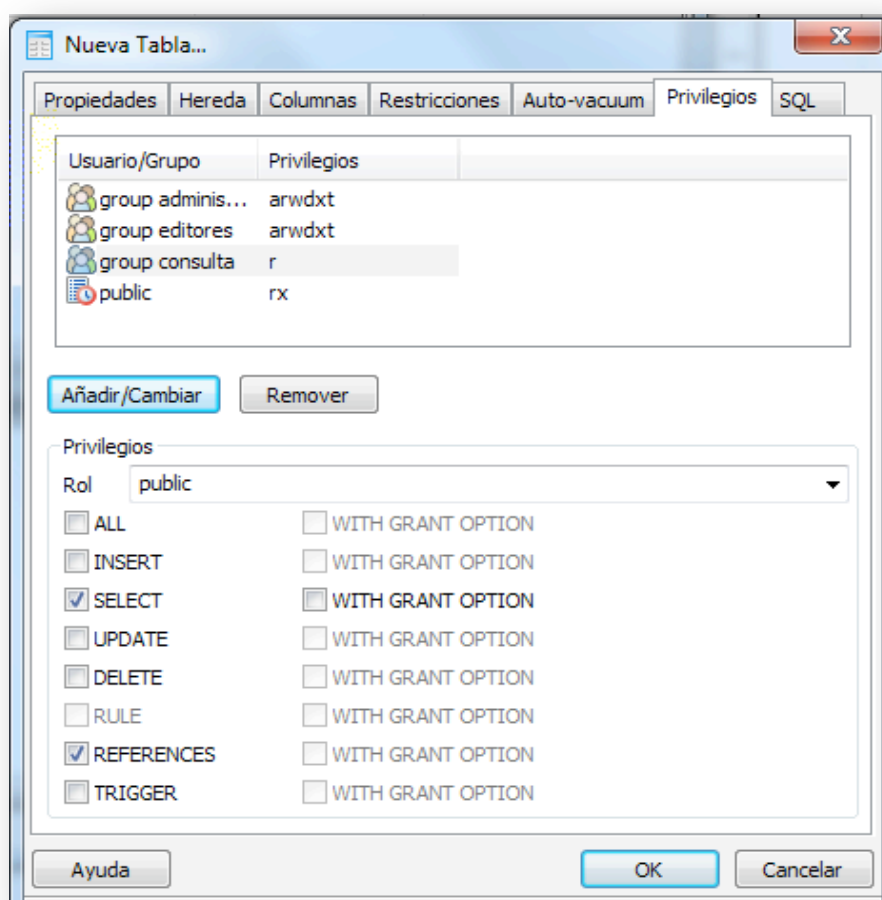 Nueva Tabla...
Propiedades Hereda Columnas Restricciones Auto-vacuum Privilegios SQL
Usuario/Grupo Privilegios
group adminis... arwdxt
group editores arwdxt
group consulta r
public rx
Añadir/Cambiar Remover
Privilegios
Rol public
ALL WITH GRANT OPTION
INSERT WITH GRANT OPTION
SELECT WITH GRANT OPTION
UPDATE WITH GRANT OPTION
DELETE WITH GRANT OPTION
RULE WITH GRANT OPTION
REFERENCES WITH GRANT OPTION
TRIGGER WITH GRANT OPTION
Ayuda OK Cancelar